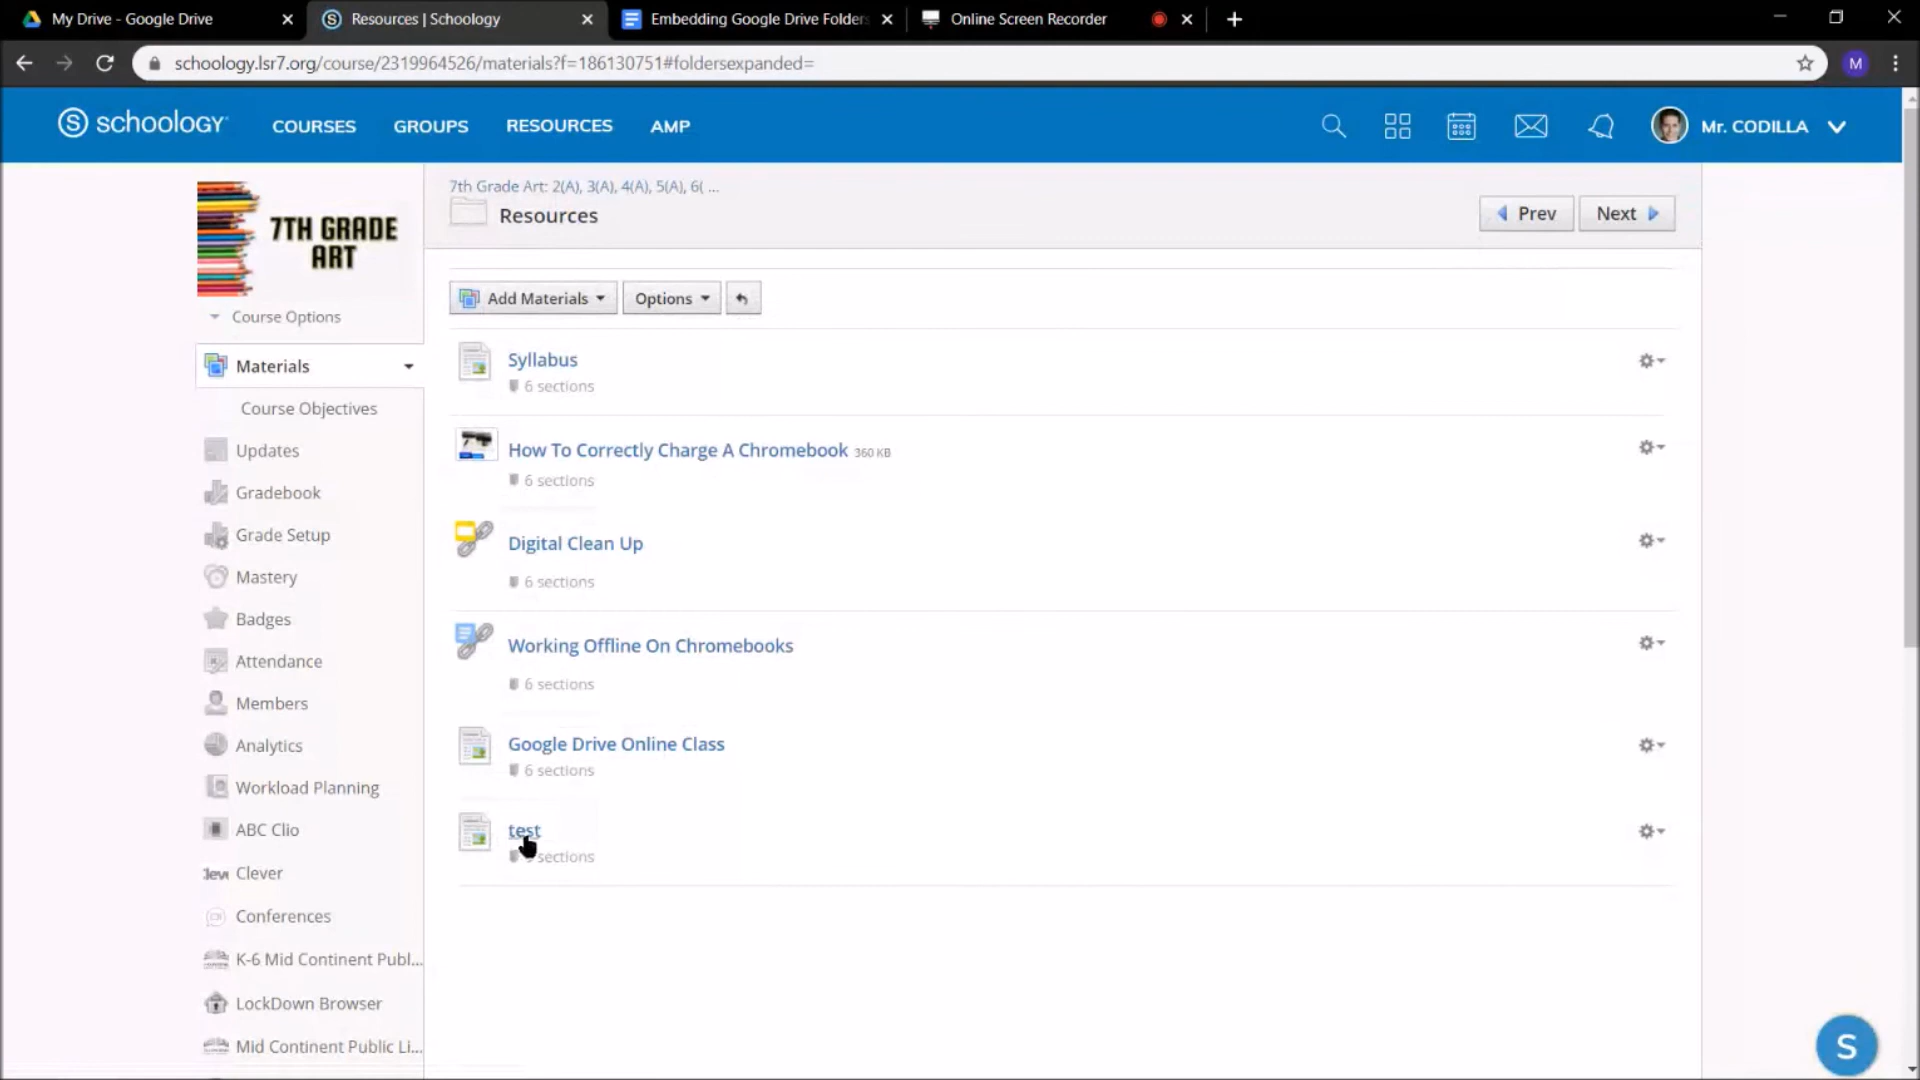 My Drive - Google Drive
Resources | Schoology
Embedding Google Drive Folder
Online Screen Recorder
schoology.lsr7.org/course/2319964526/materials?f=186130751#foldersexpanded=
M
S schoology
COURSES
GROUPS
RESOURCES
AMP
Mr. CODILLA
7TH GRADE
ART
Course Options
Materials
Course Objectives
Updates
Gradebook
Grade Setup
Mastery
Badges
Attendance
Members
Analytics
Workload Planning
ABC Clio
Clever
Conferences
K-6 Mid Continent Publ...
LockDown Browser
Mid Continent Public Li...
7th Grade Art: 2(A), 3(A), 4(A), 5(A), 6( ...
Resources
Prev
Next
Add Materials
Options
Syllabus
6 sections
How To Correctly Charge A Chromebook 360 KB
6 sections
Digital Clean Up
6 sections
Working Offline On Chromebooks
6 sections
Google Drive Online Class
6 sections
test
sections
S